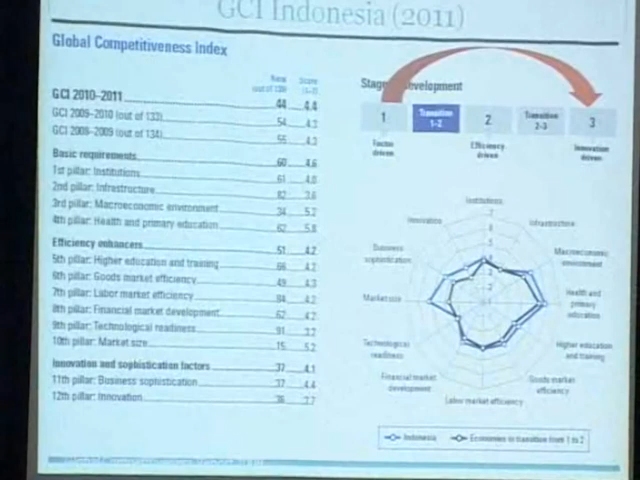 GCI Indonesia (2011)
Global Competitiveness Index
Rank Score
(out of 139) (1-7)
GCI 2010–2011 44 4.4
GCI 2009–2010 (out of 133) 54 4.3
GCI 2008–2009 (out of 134) 55 4.3
Basic requirements 60 4.6
1st pillar: Institutions 61 4.0
2nd pillar: Infrastructure 82 3.6
3rd pillar: Macroeconomic environment 34 5.2
4th pillar: Health and primary education 62 5.8
Efficiency enhancers 51 4.2
5th pillar: Higher education and training 66 4.2
6th pillar: Goods market efficiency 49 4.3
7th pillar: Labor market efficiency 84 4.2
8th pillar: Financial market development 62 4.2
9th pillar: Technological readiness 91 3.2
10th pillar: Market size 15 5.2
Innovation and sophistication factors 37 4.1
11th pillar: Business sophistication 37 4.4
12th pillar: Innovation 36 3.7
1
Transition
1–2
2
Transition
2–3
3
Factor
driven
Efficiency
driven
Innovation
driven
Institutions
Innovation
Infrastructure
Business
sophistication
Macroeconomic
environment
Market size
Health and
primary
education
Technological
readiness
Higher education
and training
Financial market
development
Goods market
efficiency
Labor market efficiency
Indonesia
Economies in transition from 1 to 2